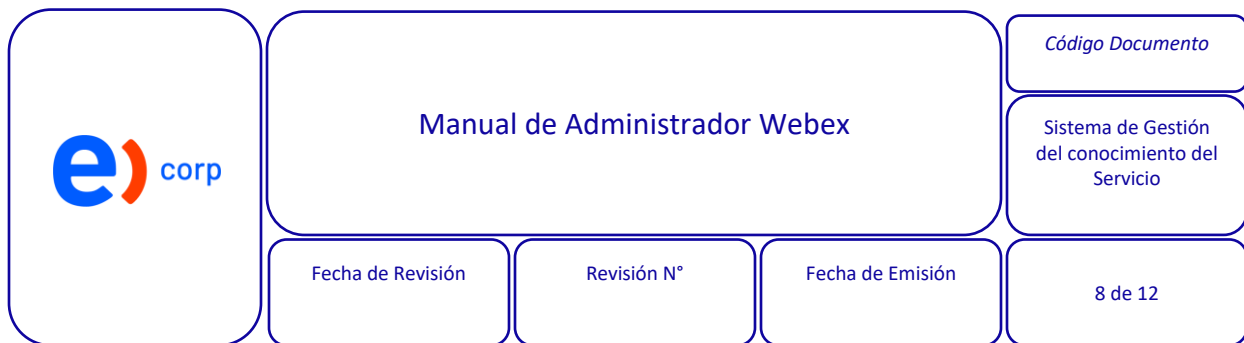 e) corp
Manual de Administrador Webex
Código Documento
Sistema de Gestión
del conocimiento del
Servicio
Fecha de Revisión
Revisión N°
Fecha de Emisión
8 de 12